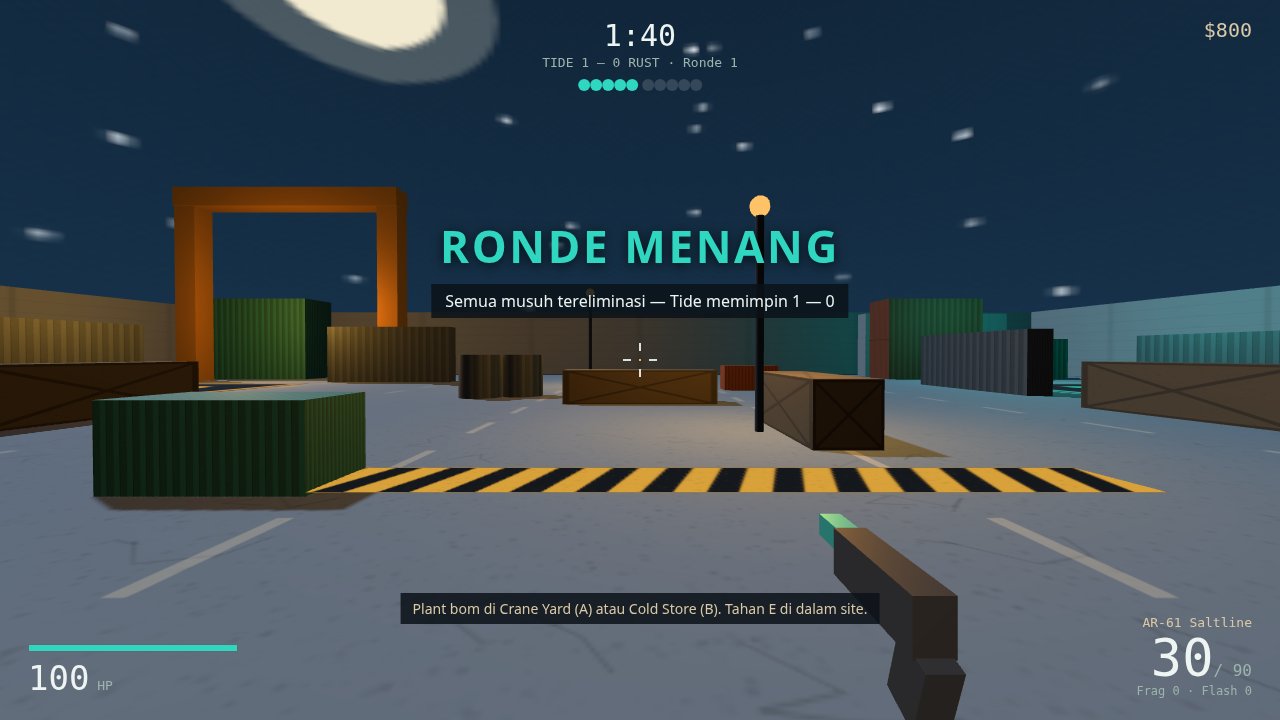 1:40
$800
TIDE 1 — 0 RUST · Ronde 1
RONDE MENANG
Semua musuh tereliminasi — Tide memimpin 1 — 0
Plant bom di Crane Yard (A) atau Cold Store (B). Tahan E di dalam site.
100 HP
AR-61 Saltline
30 / 90
Frag 0 · Flash 0